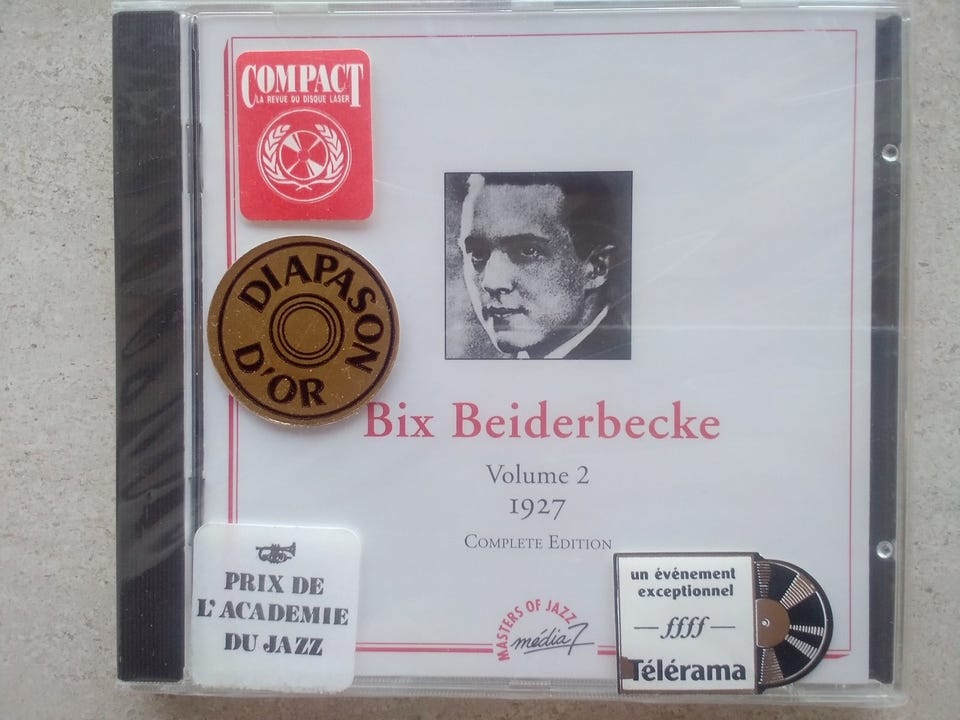 COMPACT
LA REVUE DU DISQUE LASER
DIAPASON
D'OR
Bix Beiderbecke
Volume 2
1927
COMPLETE EDITION
PRIX DE
L'ACADEMIE
DU JAZZ
MASTERS OF JAZZ
média 7
un événement
exceptionnel
ffff
Télérama